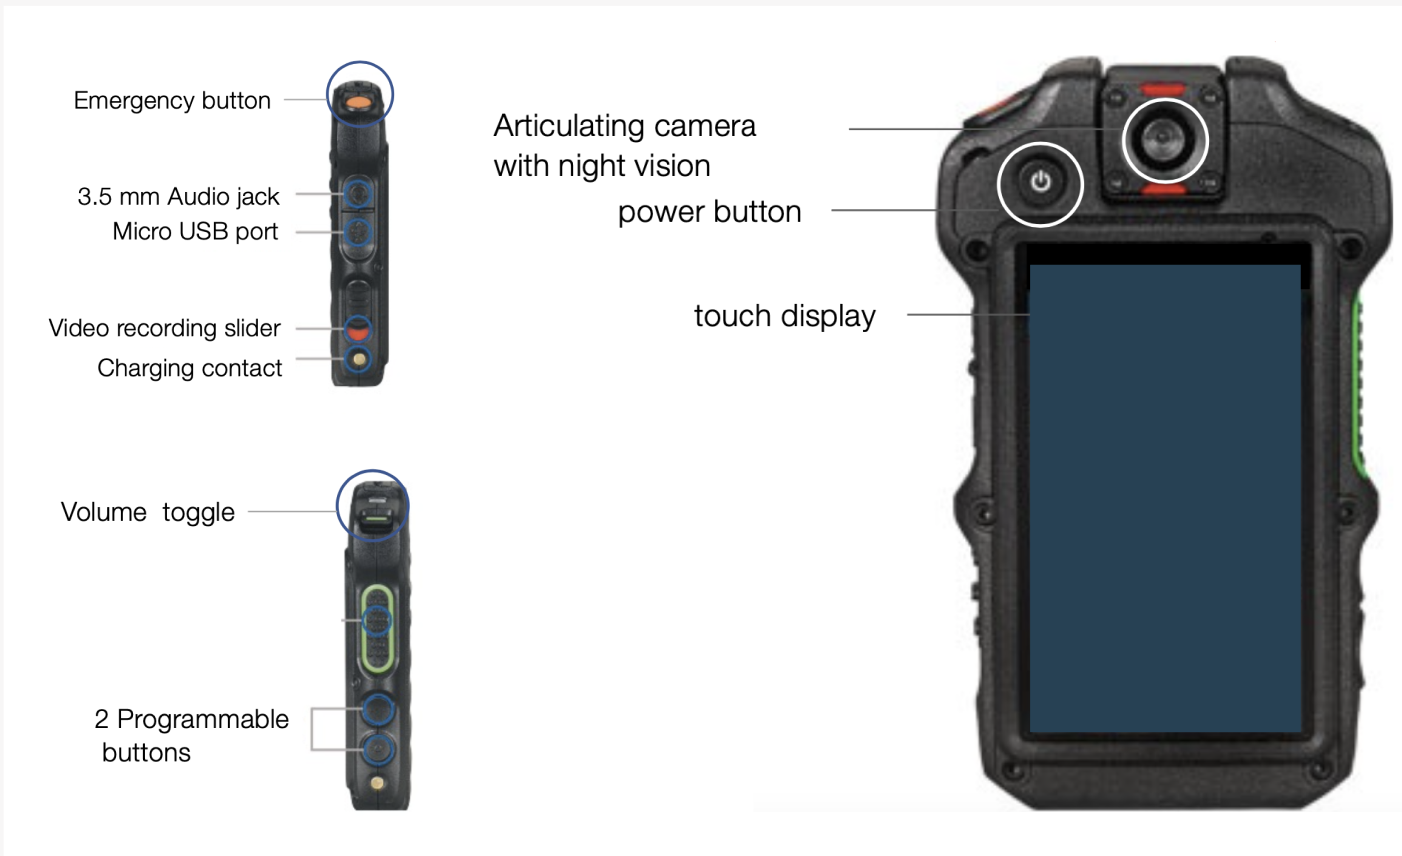 Emergency button
3.5 mm Audio jack
Micro USB port
Video recording slider
Charging contact
Volume toggle
2 Programmable
buttons
Articulating camera
with night vision
power button
touch display